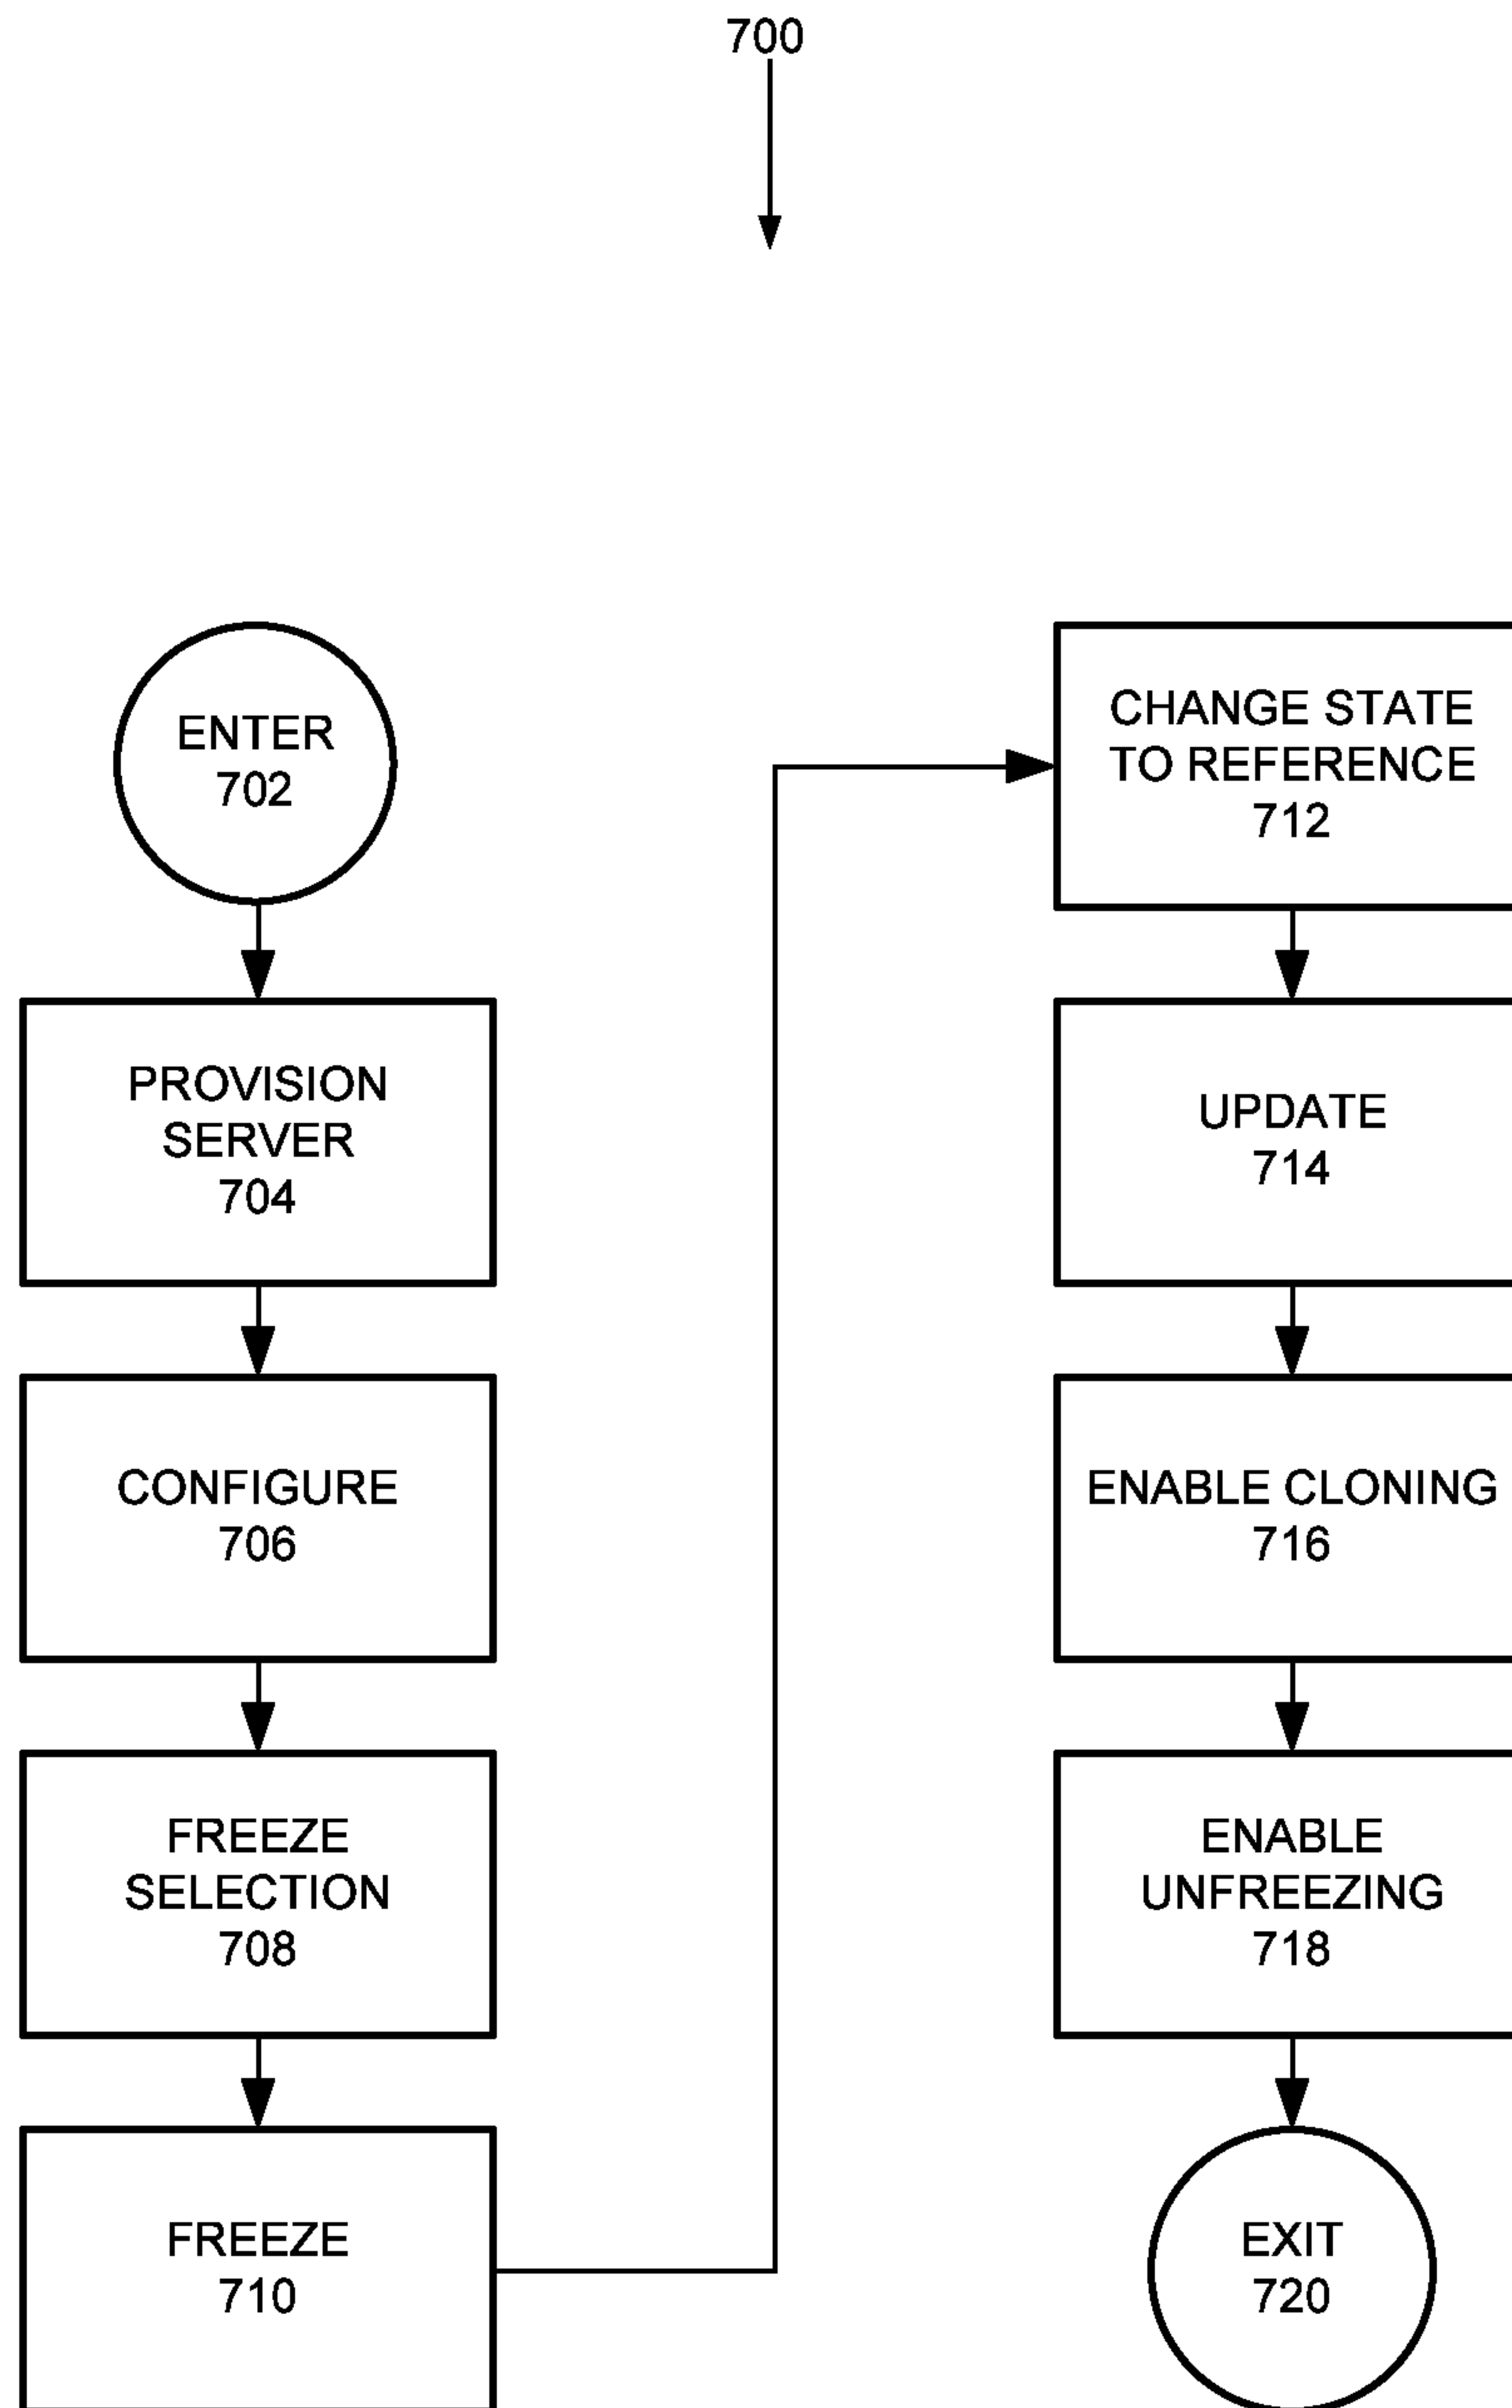 700
ENTER
702
PROVISION
SERVER
704
CONFIGURE
706
FREEZE
SELECTION
708
FREEZE
710
CHANGE STATE
TO REFERENCE
712
UPDATE
714
ENABLE CLONING
716
ENABLE
UNFREEZING
718
EXIT
720